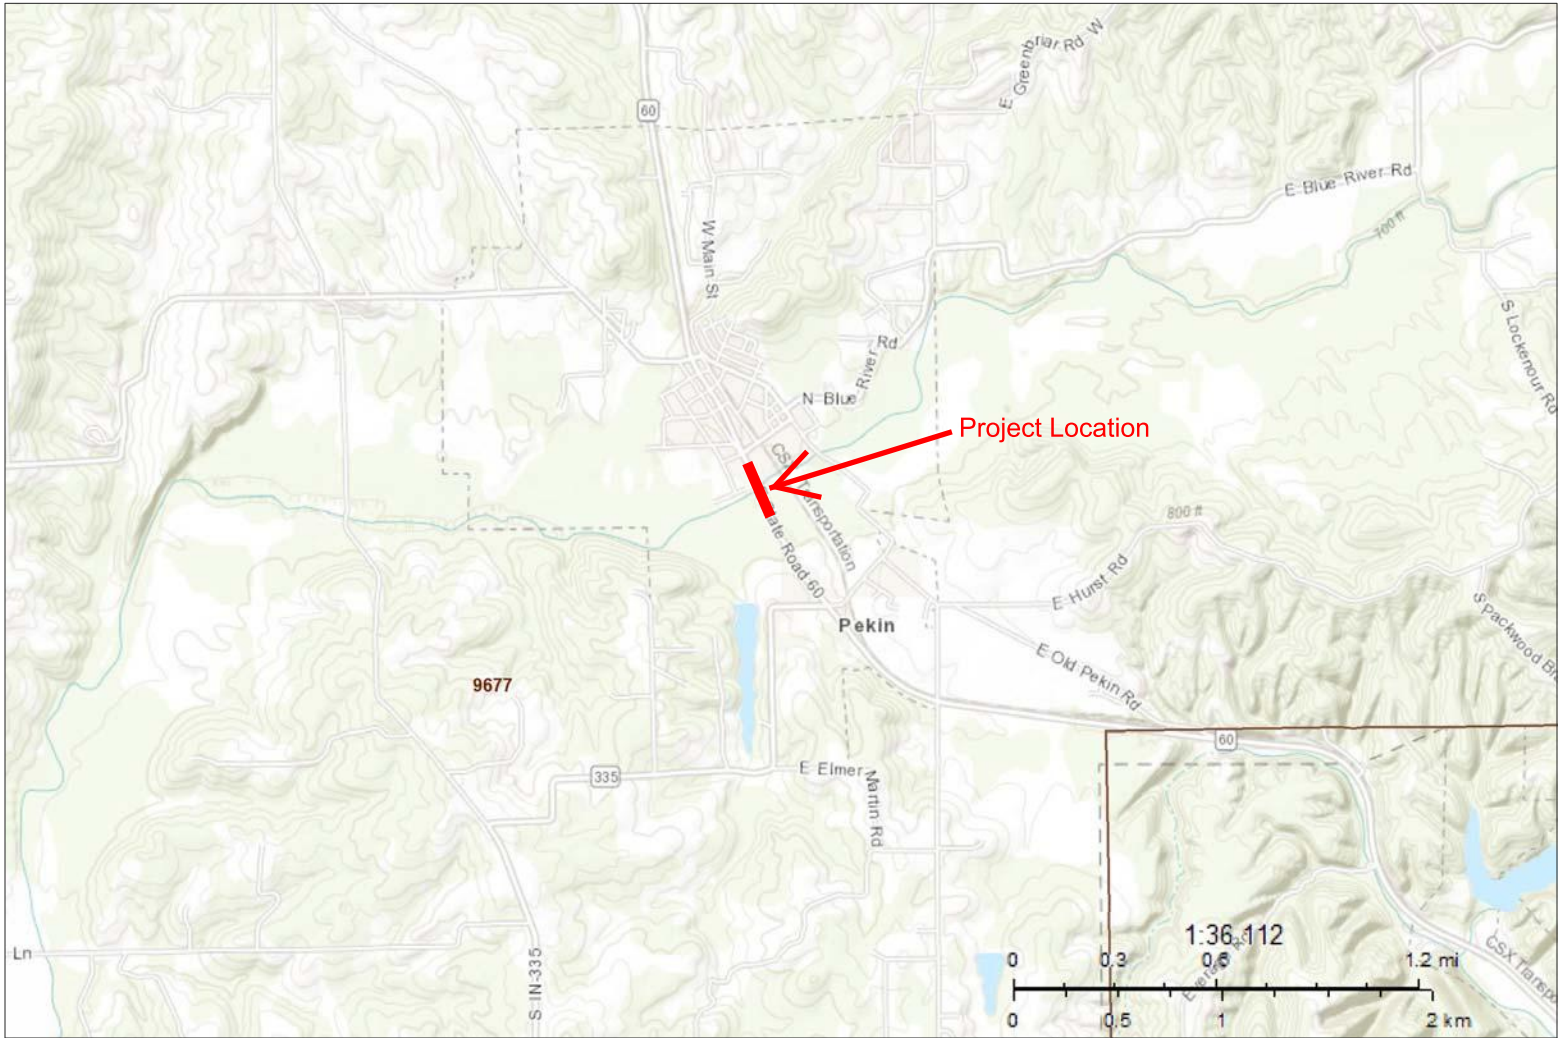 E Greenbriar Rd W
60
E Blue River Rd
700 ft
W Main St
S Lockenour Rd
Rd
N Blue River
Project Location
CSX Transportation
800 ft
ate Road 60
E Hurst Rd
S Packwood Br
Pekin
E Old Pekin Rd
9677
60
335
E Elmer
Martin Rd
1:36,112
Ln
0 0.3 0.6 1.2 mi
CSX Transpo
S IN-335
0 0.5 1 2 km